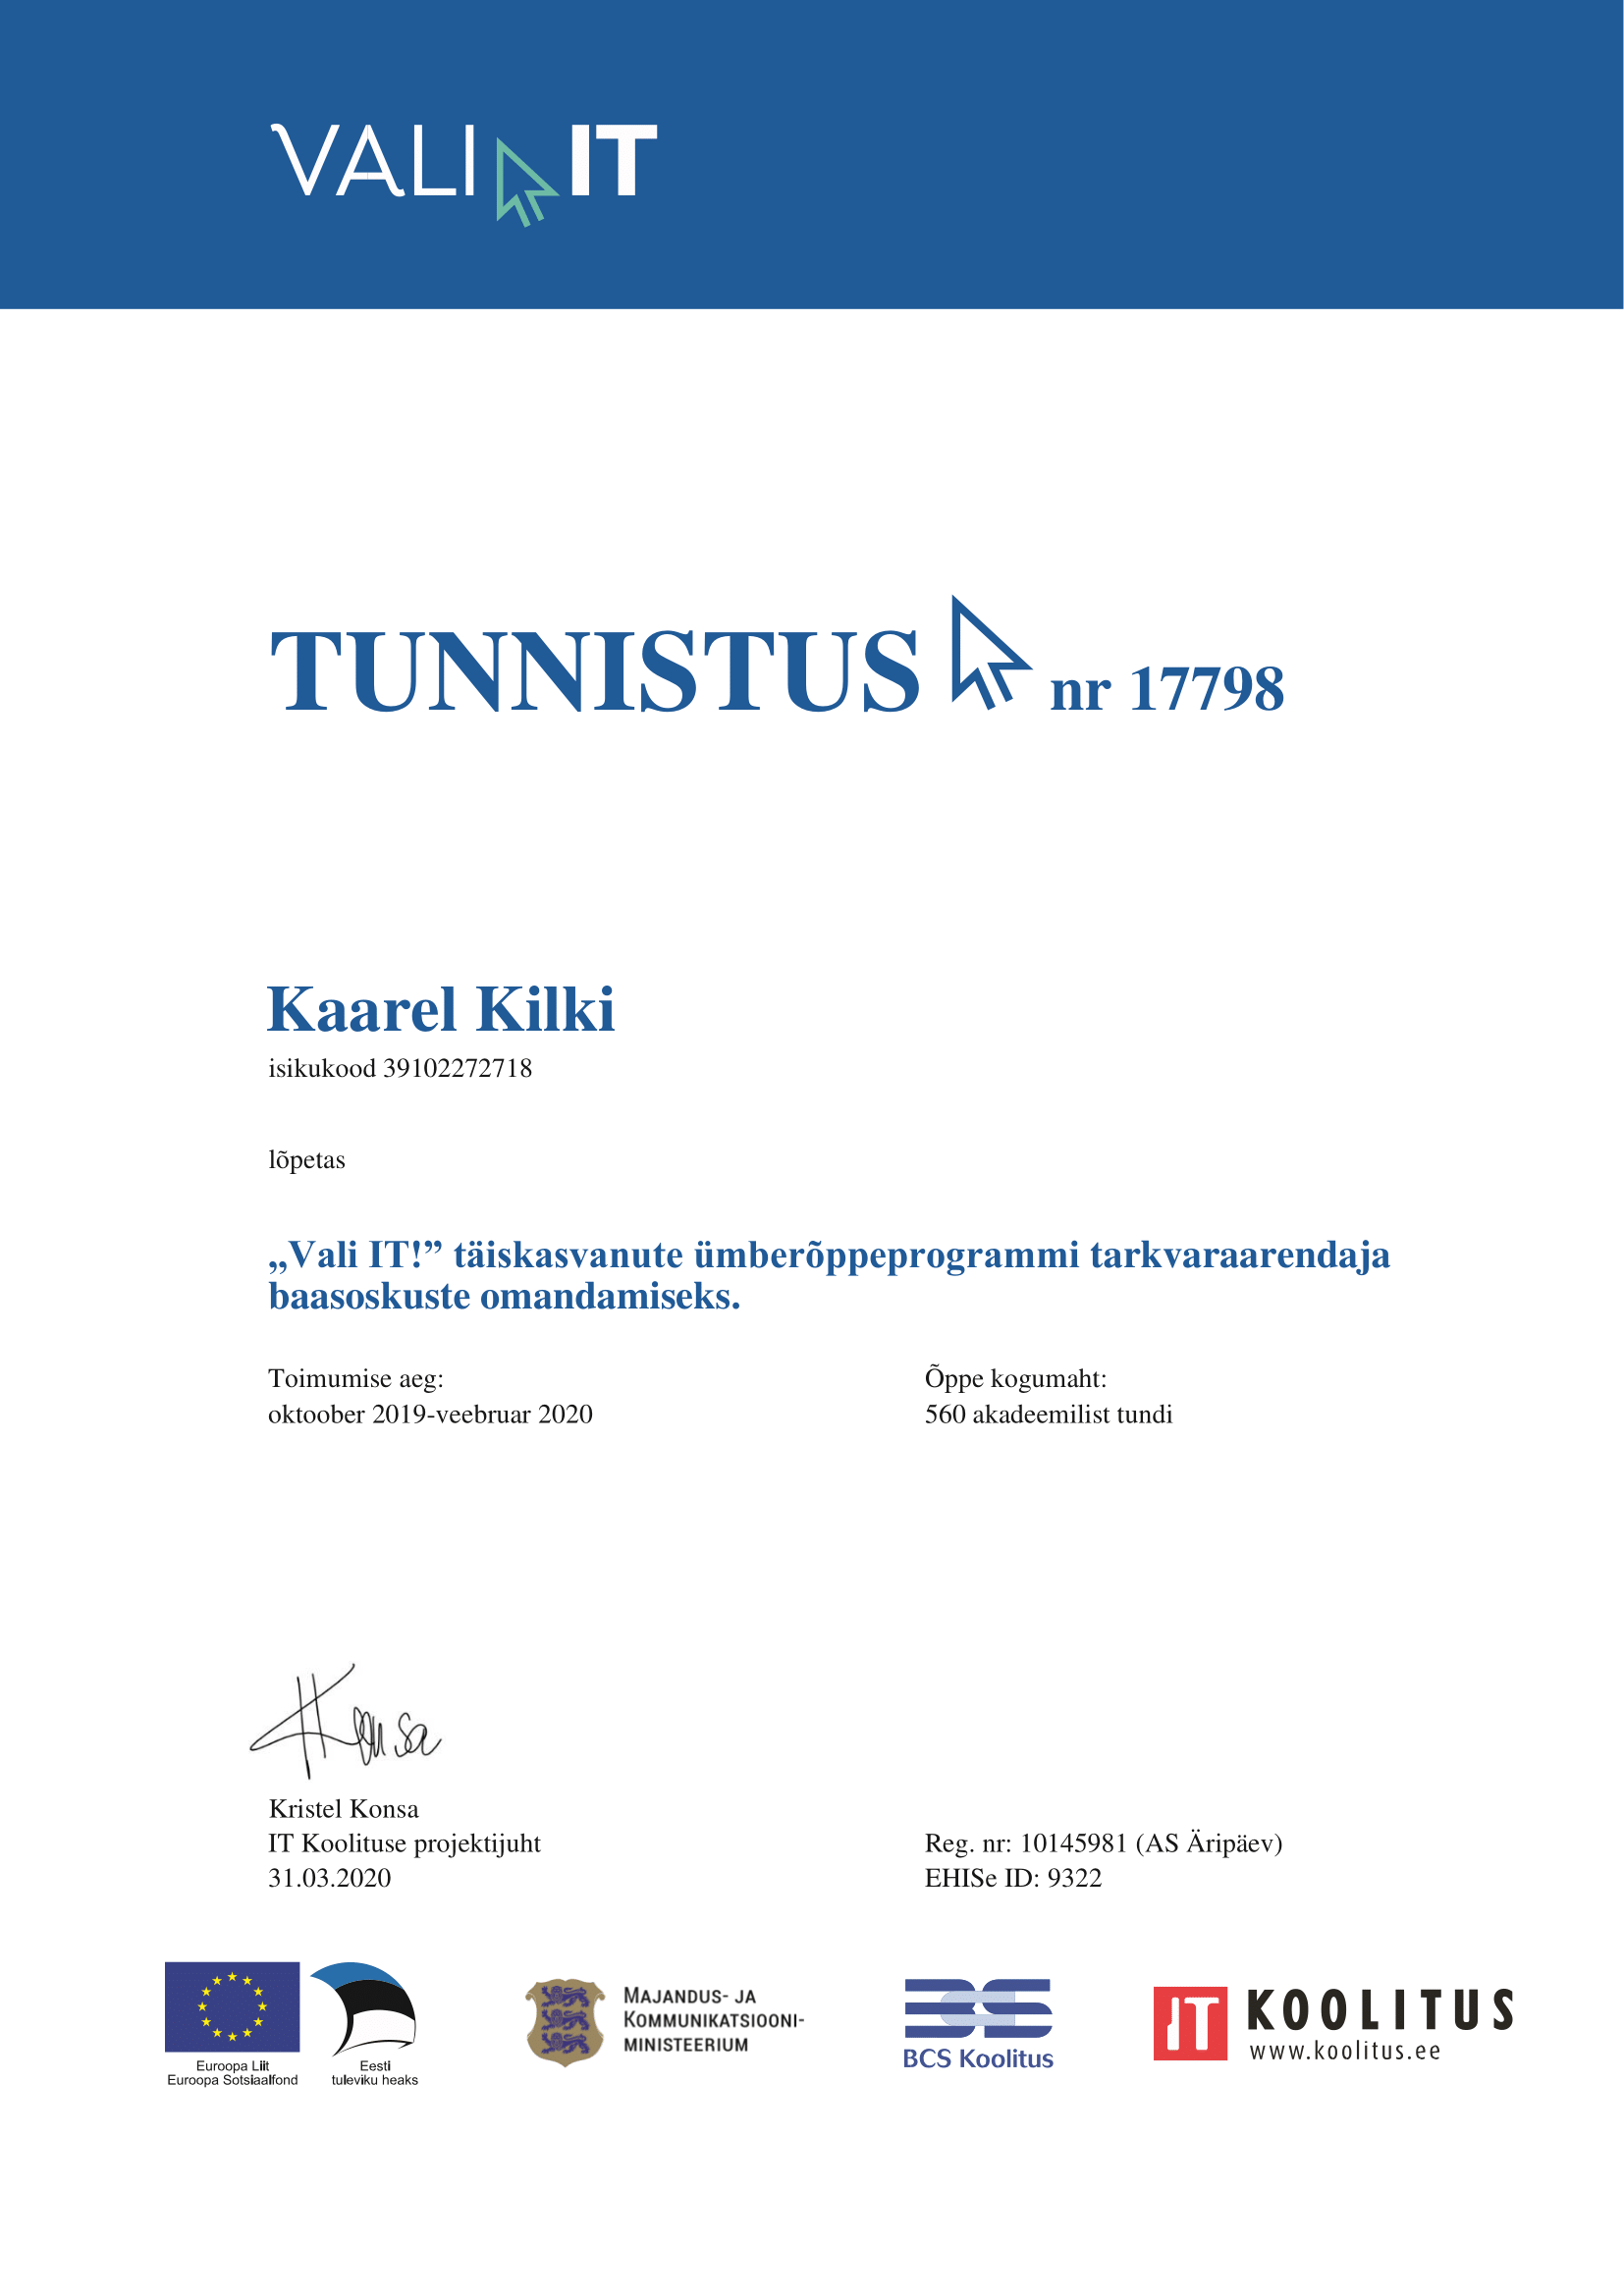 VALI IT
TUNNISTUS nr 17798
Kaarel Kilki
isikukood 39102272718
lõpetas
„Vali IT!” täiskasvanute ümberõppeprogrammi tarkvaraarendaja
baasoskuste omandamiseks.
Toimumise aeg:
oktoober 2019-veebruar 2020
Õppe kogumaht:
560 akadeemilist tundi
Konsa
Kristel Konsa
IT Koolituse projektijuht
31.03.2020
Reg. nr: 10145981 (AS Äripäev)
EHISe ID: 9322
Euroopa Liit
Euroopa Sotsiaalfond
Eesti
tuleviku heaks
MAJANDUS- JA
KOMMUNIKATSIOONI-
MINISTEERIUM
BCS Koolitus
IT KOOLITUS
www.koolitus.ee